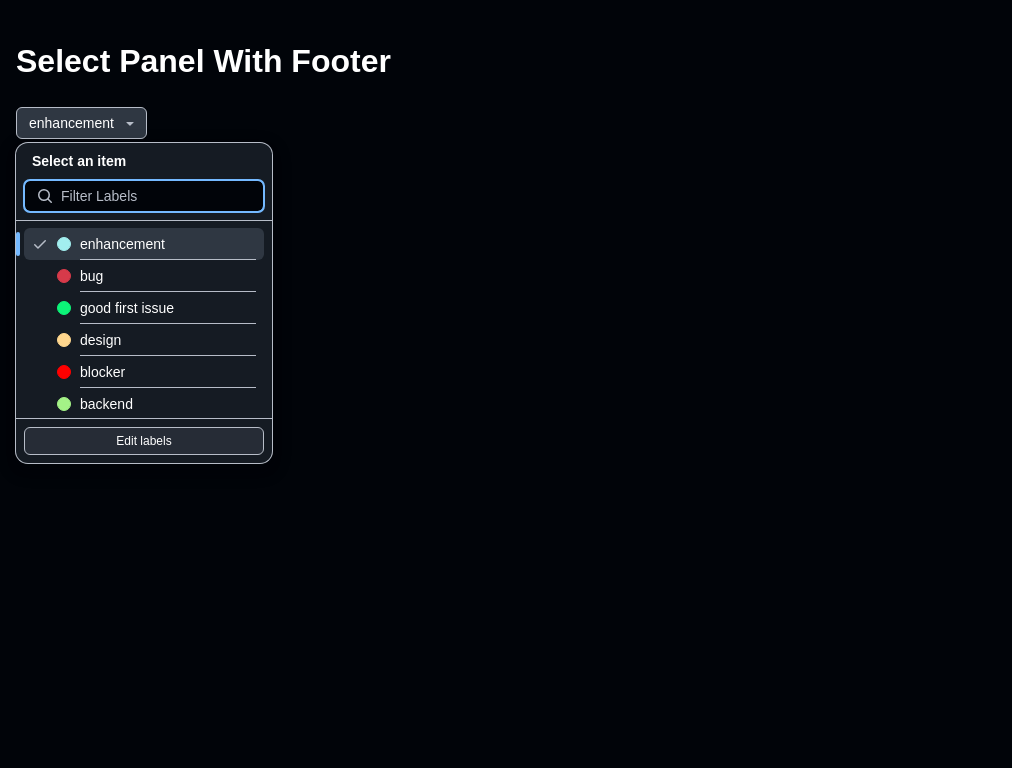 Select Panel With Footer
enhancement
Select an item
Filter Labels
enhancement
bug
good first issue
design
blocker
backend
Edit labels